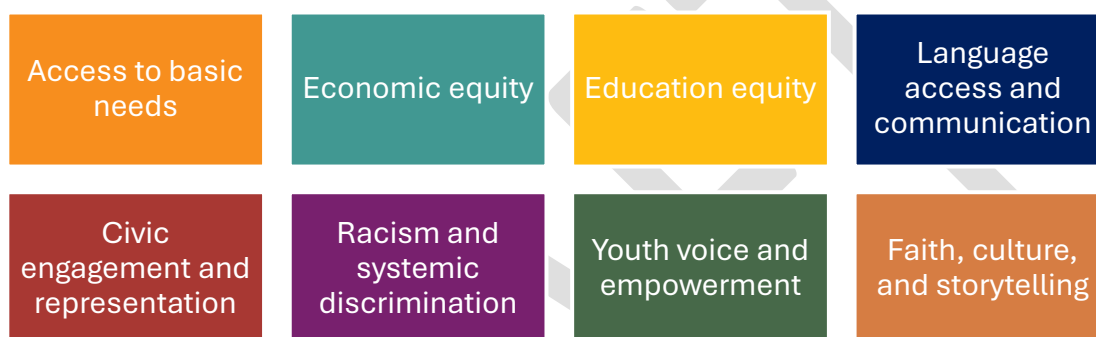 Access to basic
needs
Economic equity
Education equity
Language
access and
communication
Civic
engagement and
representation
Racism and
systemic
discrimination
Youth voice and
empowerment
Faith, culture,
and storytelling